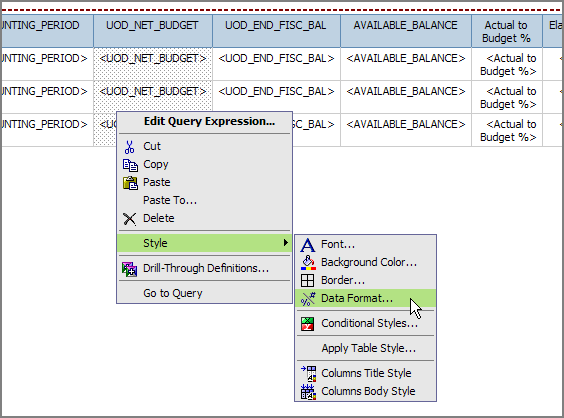 UNTING_PERIOD UOD_NET_BUDGET UOD_END_FISC_BAL AVAILABLE_BALANCE Actual to Ela
Budget %
UNTING_PERIOD> <UOD_NET_BUDGET> <UOD_END_FISC_BAL> <AVAILABLE_BALANCE> <Actual to
Budget %>
UNTING_PERIOD> <UOD_NET_BUDGET> <UOD_END_FISC_BAL> <AVAILABLE_BALANCE> <Actual to
Budget %>
UNTING_PERIOD> <U _END_FISC_BAL> <AVAILABLE_BALANCE> <Actual to
Budget %>
Edit Query Expression...
Cut
Copy
Paste
Paste To...
Delete
Style
Drill-Through Definitions...
Go to Query
Font...
Background Color...
Border...
Data Format...
Conditional Styles...
Apply Table Style...
Columns Title Style
Columns Body Style